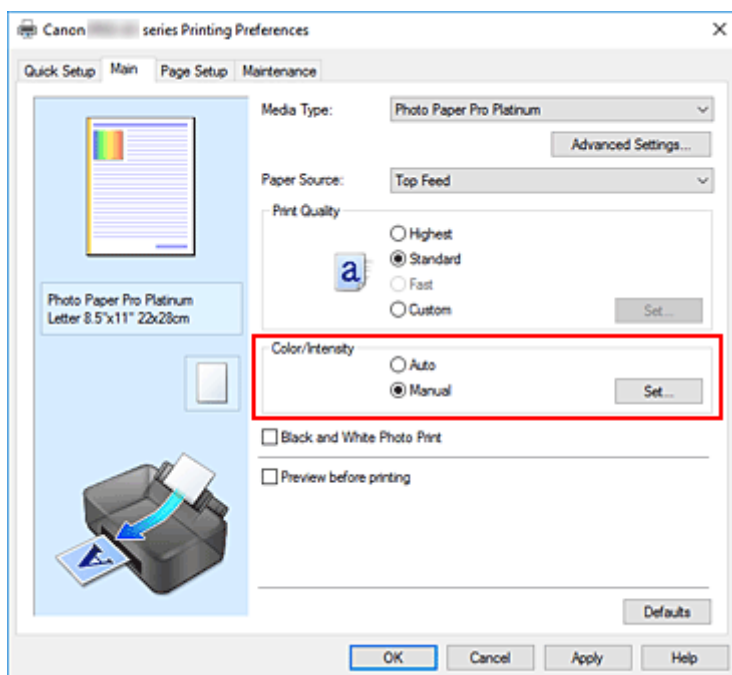 Canon series Printing Preferences
Quick Setup Main Page Setup Maintenance
Media Type: Photo Paper Pro Platinum
Advanced Settings...
Paper Source: Top Feed
Print Quality
Highest
a Standard
Fast
Custom Set...
Photo Paper Pro Platinum
Letter 8.5"x11" 22x28cm
Color/Intensity
Auto
Manual Set...
Black and White Photo Print
Preview before printing
A
Defaults
OK Cancel Apply Help